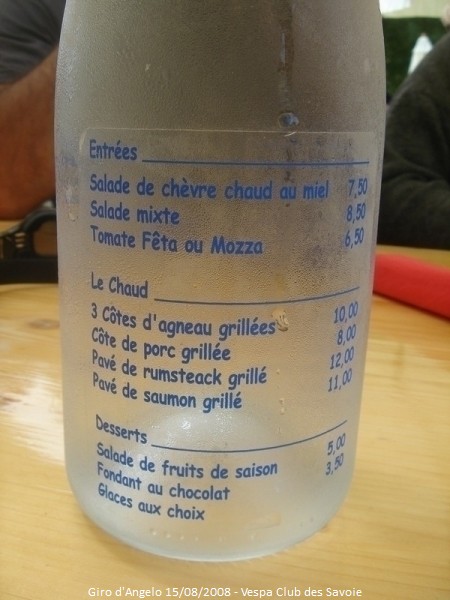 Entrées
Salade de chèvre chaud au miel 7,50
Salade mixte 8,50
Tomate Fêta ou Mozza 6,50
Le Chaud
3 Côtes d'agneau grillées 10,00
Côte de porc grillée 8,00
Pavé de rumsteack grillé 12,00
Pavé de saumon grillé 11,00
Desserts
Salade de fruits de saison 5,00
Fondant au chocolat 3,50
Glaces aux choix
Giro d'Angelo 15/08/2008 - Vespa Club des Savoie